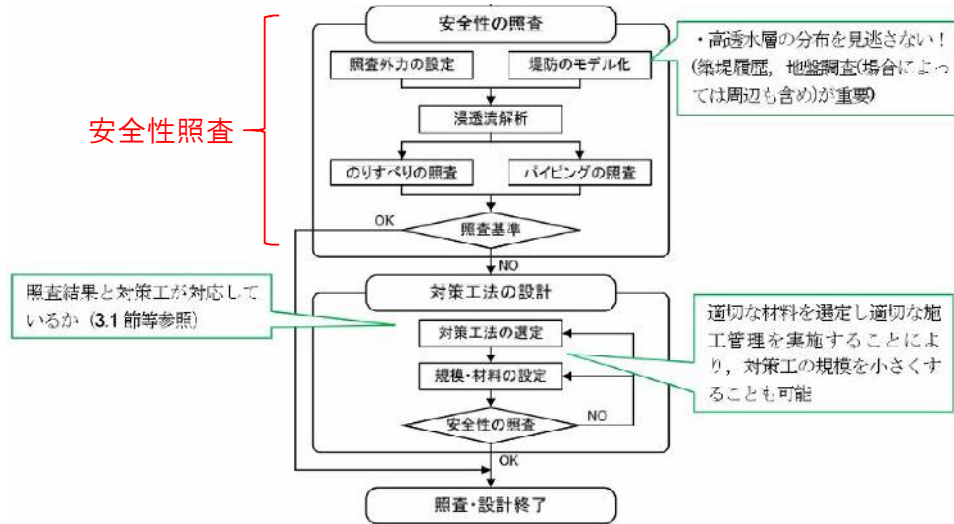 安全性の照査
照査外力の設定
堤防のモデル化
・高透水層の分布を見逃さない！
(築堤履歴，地盤調査(場合によっ
ては周辺も含め)が重要)
浸透流解析
安全性照査
のりすべりの照査
パイピングの照査
OK
照査基準
NO
対策工法の設計
照査結果と対策工が対応して
いるか（3.1 節等参照）
対策工法の選定
規模・材料の設定
適切な材料を選定し適切な施
工管理を実施することによ
り，対策工の規模を小さくす
ることも可能
安全性の照査
NO
OK
照査・設計終了